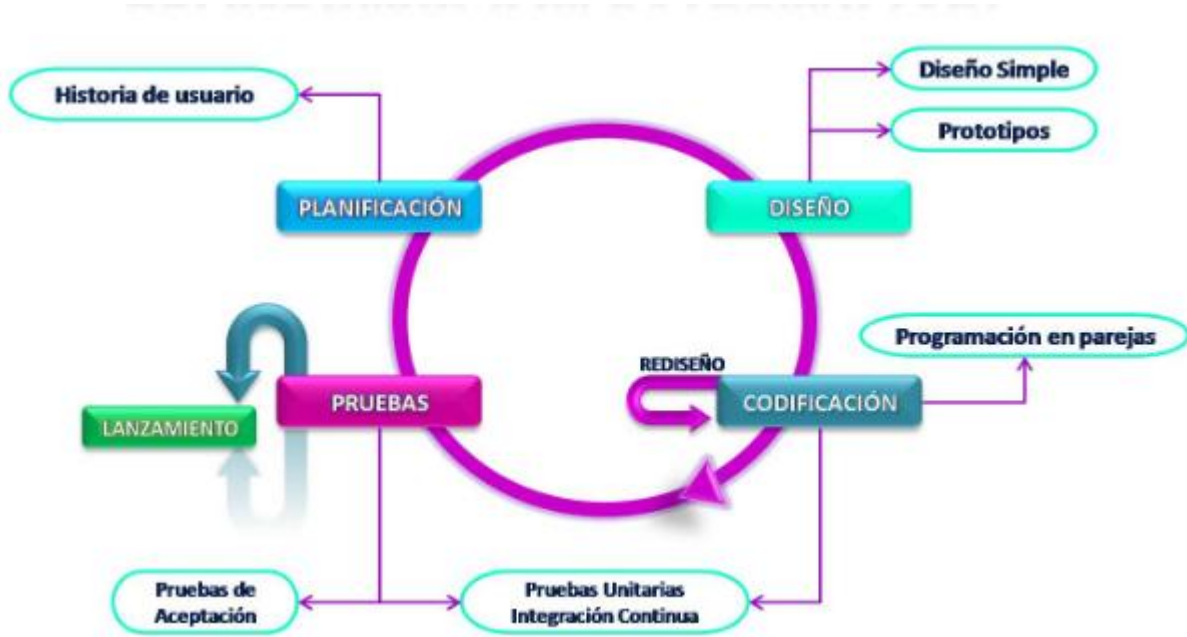 Historia de usuario
Diseño Simple
Prototipos
PLANIFICACIÓN
DISEÑO
Programación en parejas
REDISEÑO
PRUEBAS
CODIFICACIÓN
LANZAMIENTO
Pruebas de
Aceptación
Pruebas Unitarias
Integración Continua